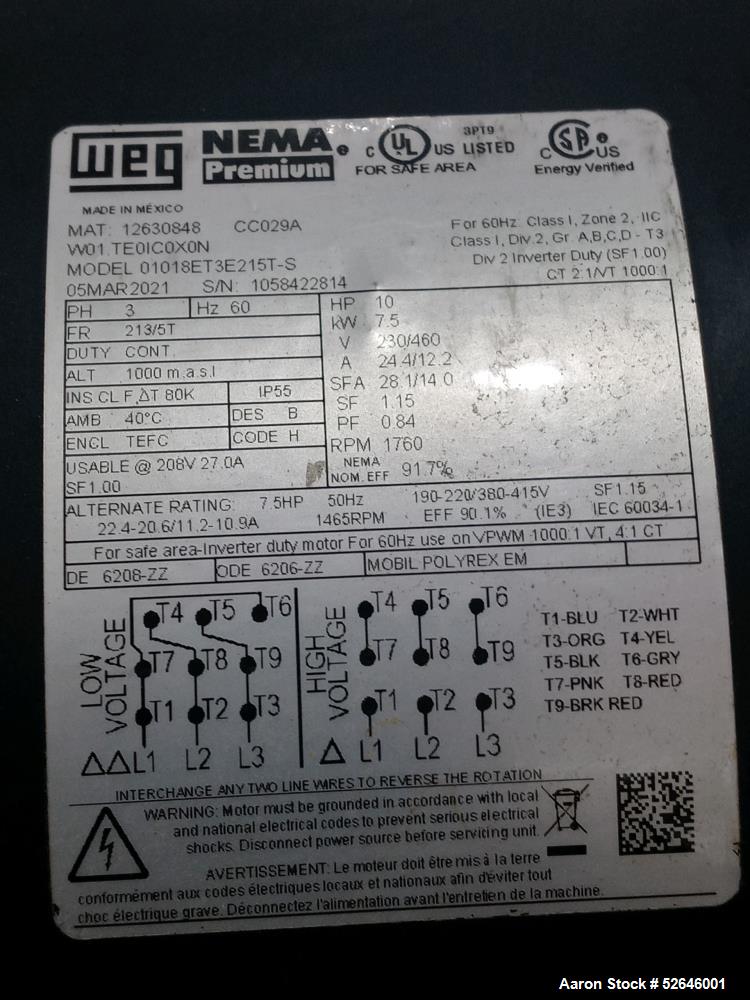 WEG NEMA Premium c UL US LISTED 3PT9 CSA C US
FOR SAFE AREA Energy Verified
MADE IN MÉXICO
MAT: 12630848 CC029A
W01.TE0IC0X0N
MODEL 01018ET3E215T-S
05MAR2021 S/N: 1058422814
For 60Hz: Class I, Zone 2, IIC
Class I, Div.2, Gr. A,B,C,D - T3
Div 2 Inverter Duty (SF1.00)
CT 2:1/VT 1000:1
PH 3 Hz 60
FR 213/5T
DUTY CONT.
ALT 1000 m.a.s.l
INS CL F,ΔT 80K IP55
AMB 40°C DES B
ENCL TEFC CODE H
USABLE @ 208V 27.0A
SF1.00
HP 10
kW 7.5
V 230/460
A 24.4/12.2
SFA 28.1/14.0
SF 1.15
PF 0.84
RPM 1760
NEMA
NOM. EFF 91.7%
ALTERNATE RATING: 7.5HP 50Hz 190-220/380-415V SF1.15
22.4-20.6/11.2-10.9A 1465RPM EFF 90.1% (IE3) IEC 60034-1
For safe area-Inverter duty motor For 60Hz use on VPWM 1000:1 VT, 4:1 CT
DE 6208-ZZ ODE 6206-ZZ MOBIL POLYREX EM
LOW VOLTAGE
T4 T5 T6
T7 T8 T9
T1 T2 T3
ΔΔ L1 L2 L3
HIGH VOLTAGE
T4 T5 T6
T7 T8 T9
T1 T2 T3
Δ L1 L2 L3
T1-BLU T2-WHT
T3-ORG T4-YEL
T5-BLK T6-GRY
T7-PNK T8-RED
T9-BRK RED
INTERCHANGE ANY TWO LINE WIRES TO REVERSE THE ROTATION
WARNING: Motor must be grounded in accordance with local
and national electrical codes to prevent serious electrical
shocks. Disconnect power source before servicing unit.
AVERTISSEMENT: Le moteur doit être mis à la terre
conformément aux codes électriques locaux et nationaux afin d'éviter tout
choc électrique grave. Déconnectez l'alimentation avant l'entretien de la machine.
Aaron Stock # 52646001